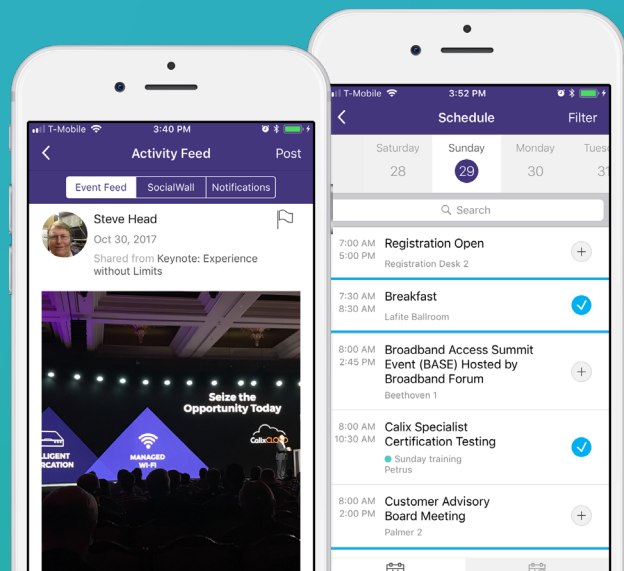 T-Mobile
3:40 PM
Activity Feed
Post
Event Feed
SocialWall
Notifications
Steve Head
Oct 30, 2017
Shared from Keynote: Experience
without Limits
Seize the
Opportunity Today
CalixCLOUD
MANAGED
WI-FI
T-Mobile
3:52 PM
Schedule
Filter
Saturday
Sunday
Monday
28
29
30
31
Search
7:00 AM
5:00 PM
Registration Open
Registration Desk 2
7:30 AM
8:30 AM
Breakfast
Lafite Ballroom
8:00 AM
2:45 PM
Broadband Access Summit
Event (BASE) Hosted by
Broadband Forum
Beethoven 1
8:00 AM
10:30 AM
Calix Specialist
Certification Testing
Sunday training
Petrus
8:00 AM
2:00 PM
Customer Advisory
Board Meeting
Palmer 2